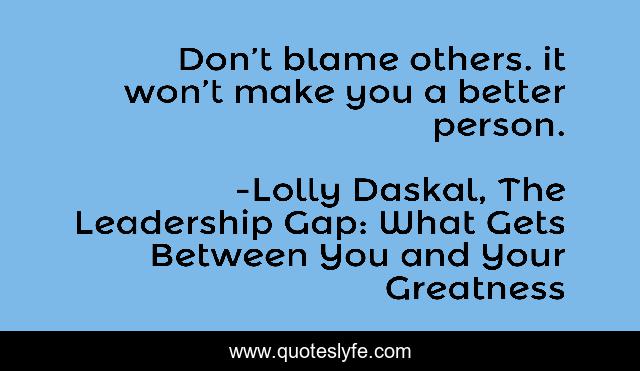 Don’t blame others. it
won’t make you a better
person.
-Lolly Daskal, The
Leadership Gap: What Gets
Between You and Your
Greatness
www.quoteslyfe.com